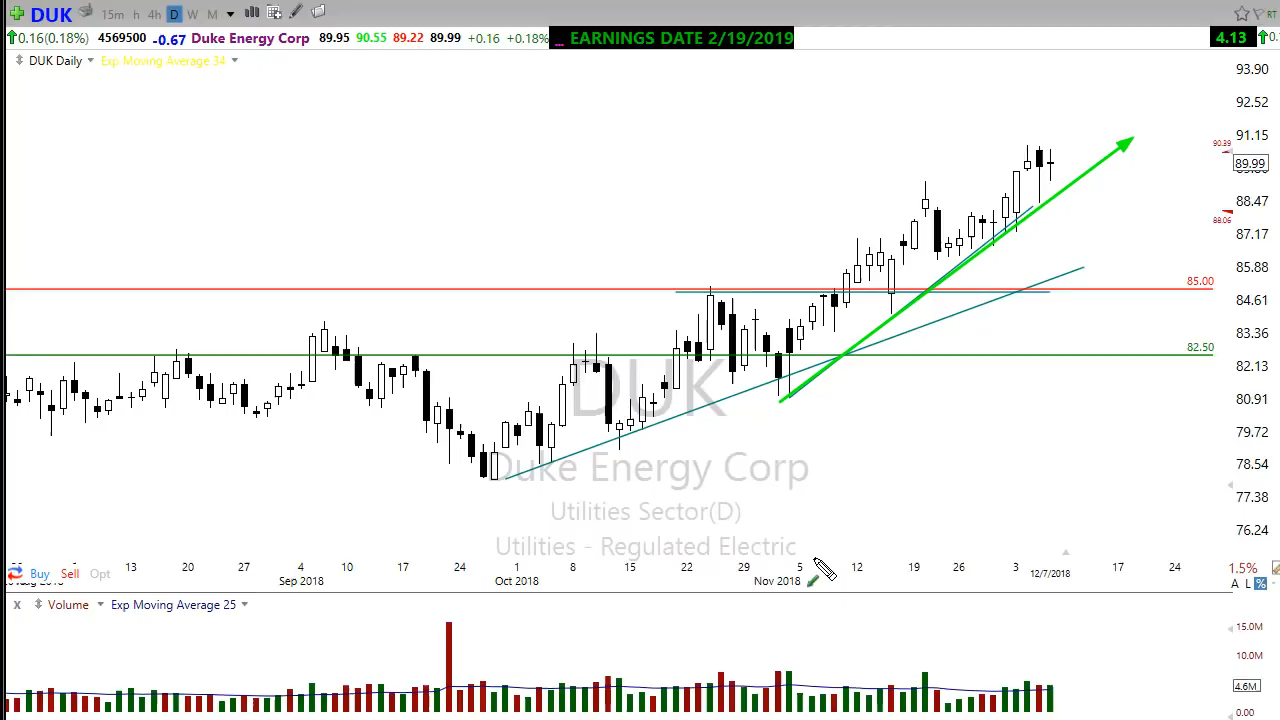 DUK 15m h 4h D W M RT
0.16(0.18%) 4569500 -0.67 Duke Energy Corp 89.95 90.55 89.22 89.99 +0.16 +0.18% _ EARNINGS DATE 2/19/2019 4.13
DUK Daily Exp Moving Average 34
93.90
92.52
91.15
90.39
89.99
88.47
88.06
87.17
85.88
85.00
84.61
83.36
82.50
82.13
80.91
79.72
78.54
77.38
76.24
DUK
Duke Energy Corp
Utilities Sector(D)
Utilities - Regulated Electric
13 20 27 4 10 17 24 1 8 15 22 29 5 12 19 26 3 17 24 1.5%
Buy Sell Opt
Sep 2018 Oct 2018 Nov 2018 12/7/2018 A L %
x Volume Exp Moving Average 25
15.0M
10.0M
4.6M
0.00